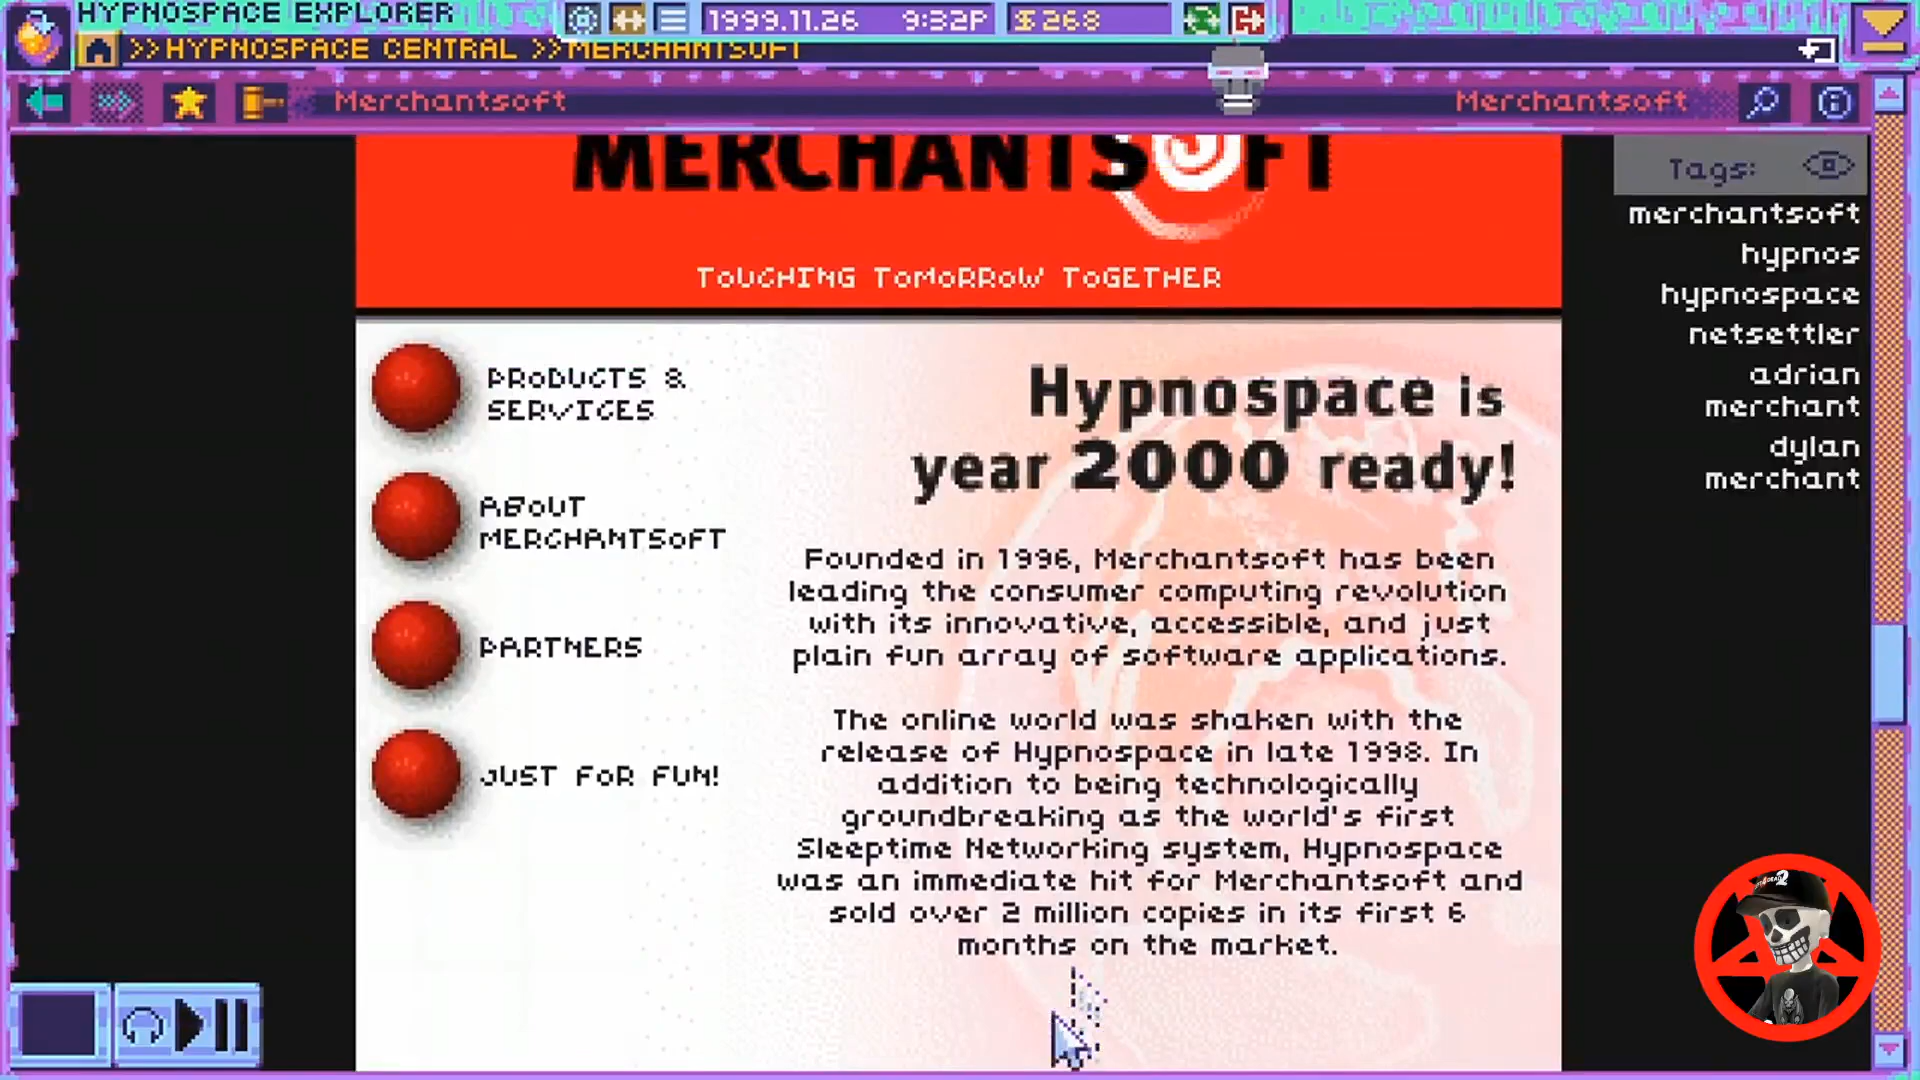 HYPNOSPACE EXPLORER
1999.11.26 9:32P 268
>>HYPNOSPACE CENTRAL >>MERCHANTSOFT
Merchantsoft
Merchantsoft
MERCHANTSOFT
TOUCHING TOMORROW TOGETHER
Tags:
merchantsoft
hypnos
hypnospace
netsettler
adrian
merchant
dylan
merchant
PRODUCTS &
SERVICES
ABOUT
MERCHANTSOFT
PARTNERS
JUST FOR FUN!
Hypnospace is
year 2000 ready!
Founded in 1996, Merchantsoft has been
leading the consumer computing revolution
with its innovative, accessible, and just
plain fun array of software applications.
The online world was shaken with the
release of Hypnospace in late 1998. In
addition to being technologically
groundbreaking as the world's first
Sleeptime Networking system, Hypnospace
was an immediate hit for Merchantsoft and
sold over 2 million copies in its first 6
months on the market.